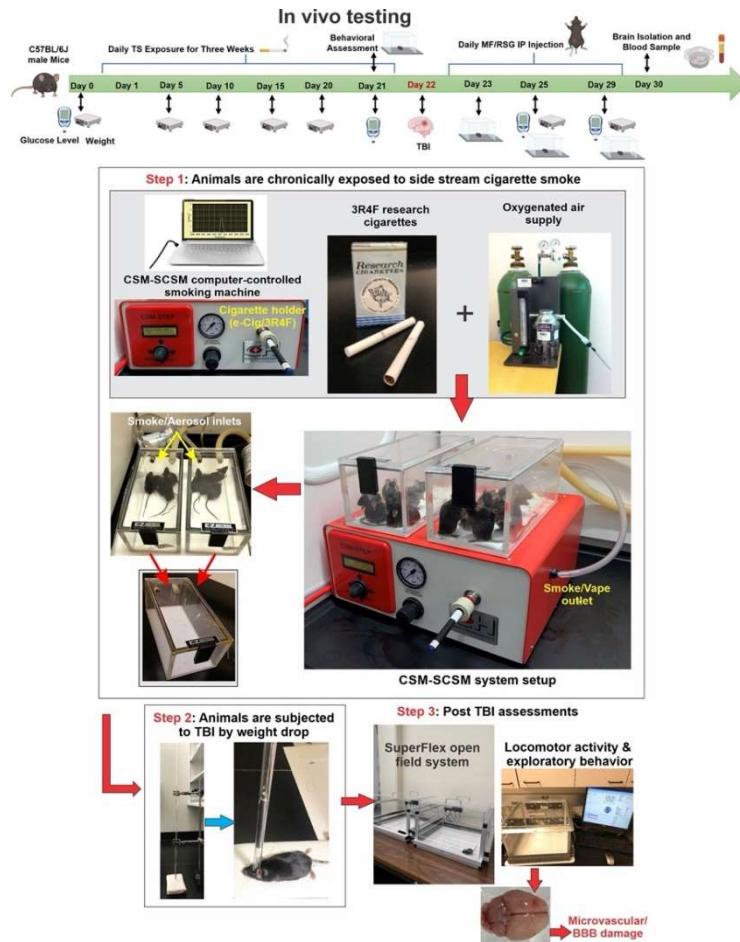 In vivo testing
C57BL/6J
male Mice
Daily TS Exposure for Three Weeks
Behavioral
Assessment
Daily MF/RSG IP Injection
Brain Isolation and
Blood Sample
Day 0 Day 1 Day 5 Day 10 Day 15 Day 20 Day 21 Day 22 Day 23 Day 25 Day 29 Day 30
Glucose Level Weight
TBI
Step 1: Animals are chronically exposed to side stream cigarette smoke
CSM-SCSM computer-controlled
smoking machine
3R4F research
cigarettes
Oxygenated air
supply
CSM-STEP
Cigarette holder
(e-Cig/3R4F)
Research
CIGARETTES
+
Smoke/Aerosol inlets
CSM-STEP
Smoke/Vape
outlet
CSM-SCSM system setup
Step 2: Animals are subjected
to TBI by weight drop
Step 3: Post TBI assessments
SuperFlex open
field system
Locomotor activity &
exploratory behavior
Microvascular/
BBB damage